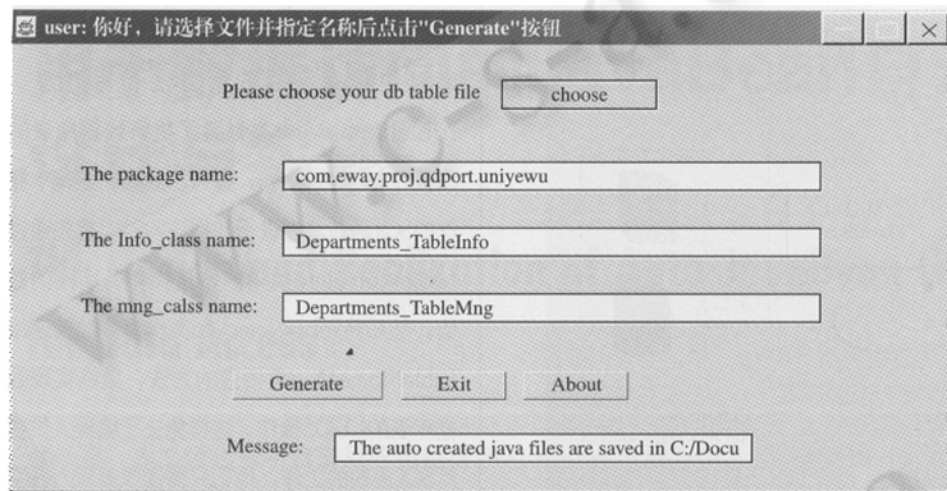 user: 你好，请选择文件并指定名称后点击"Generate"按钮
Please choose your db table file choose
The package name: com.eway.proj.qdport.uniyewu
The Info_class name: Departments_TableInfo
The mng_calss name: Departments_TableMng
Generate Exit About
Message: The auto created java files are saved in C:/Docu
www.c-s-a.